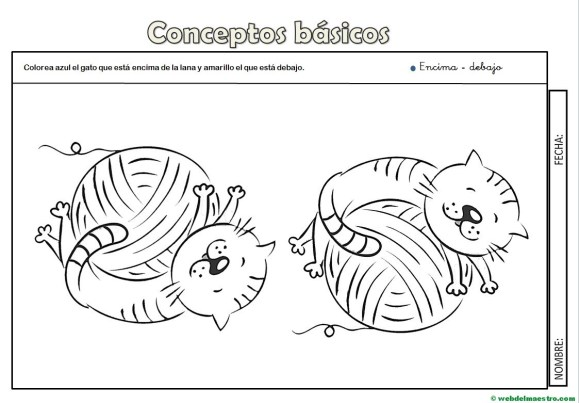 Conceptos básicos
Colorea azul el gato que está encima de la lana y amarillo el que está debajo.
Encima - debajo
FECHA:
NOMBRE:
© webdelmaestro.com